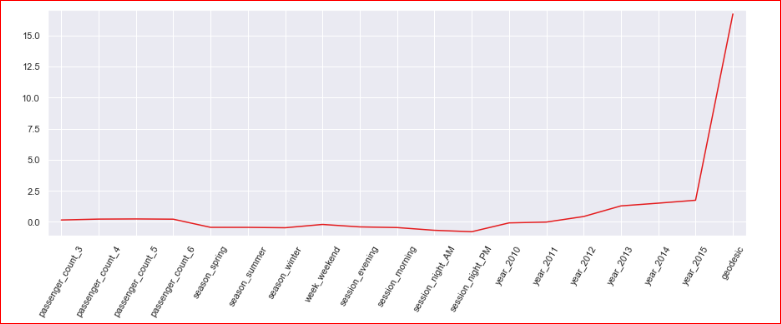 15.0
12.5
10.0
7.5
5.0
2.5
0.0
passenger_count_3
passenger_count_4
passenger_count_5
passenger_count_6
season_spring
season_summer
season_winter
week_weekend
session_evening
session_morning
session_night_AM
session_night_PM
year_2010
year_2011
year_2012
year_2013
year_2014
year_2015
geodesic